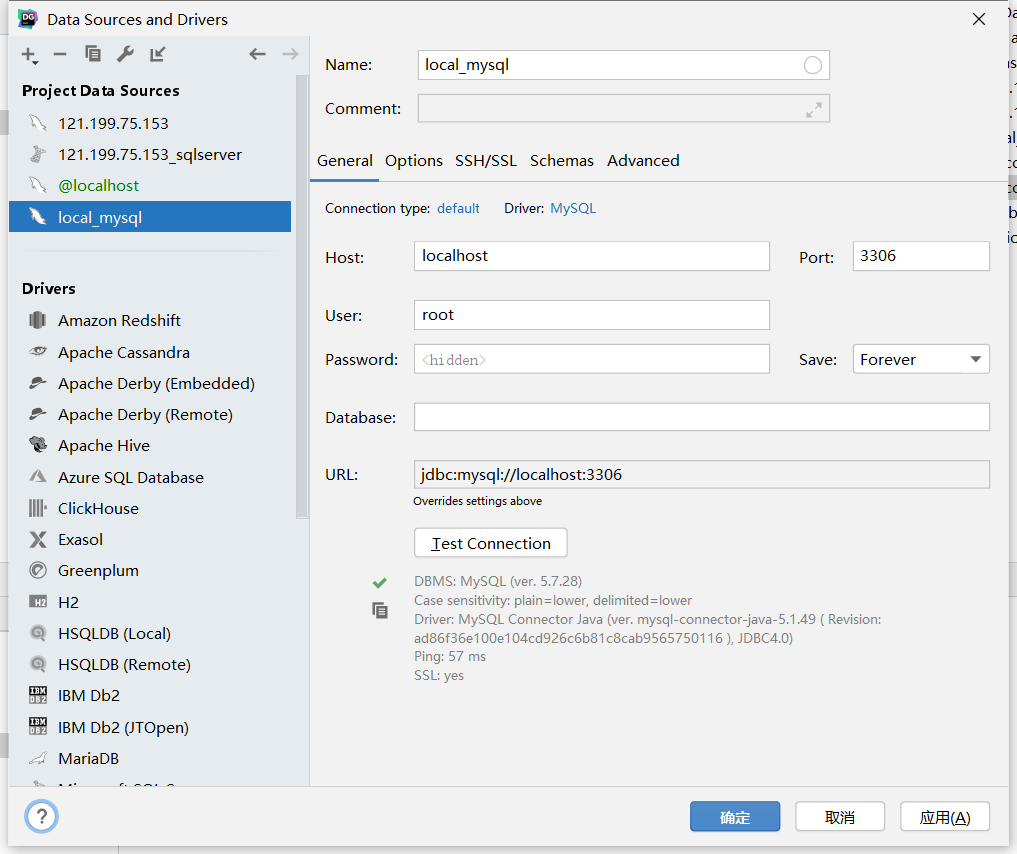 DG
Data Sources and Drivers
Project Data Sources
121.199.75.153
121.199.75.153_sqlserver
@localhost
local_mysql
Drivers
Amazon Redshift
Apache Cassandra
Apache Derby (Embedded)
Apache Derby (Remote)
Apache Hive
Azure SQL Database
ClickHouse
Exasol
Greenplum
H2 H2
HSQLDB (Local)
HSQLDB (Remote)
IBM DB2 IBM Db2
IBM DB2 IBM Db2 (JTOpen)
MariaDB
Name: local_mysql
Comment:
General Options SSH/SSL Schemas Advanced
Connection type: default Driver: MySQL
Host: localhost Port: 3306
User: root
Password: <hidden> Save: Forever
Database:
URL: jdbc:mysql://localhost:3306
Overrides settings above
Test Connection
DBMS: MySQL (ver. 5.7.28)
Case sensitivity: plain=lower, delimited=lower
Driver: MySQL Connector Java (ver. mysql-connector-java-5.1.49 ( Revision:
ad86f36e100e104cd926c6b81c8cab9565750116 ), JDBC4.0)
Ping: 57 ms
SSL: yes
? 确定 取消 应用(A)